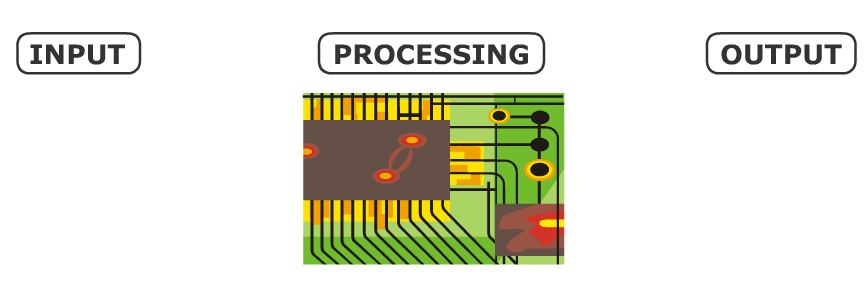 INPUT
PROCESSING
OUTPUT